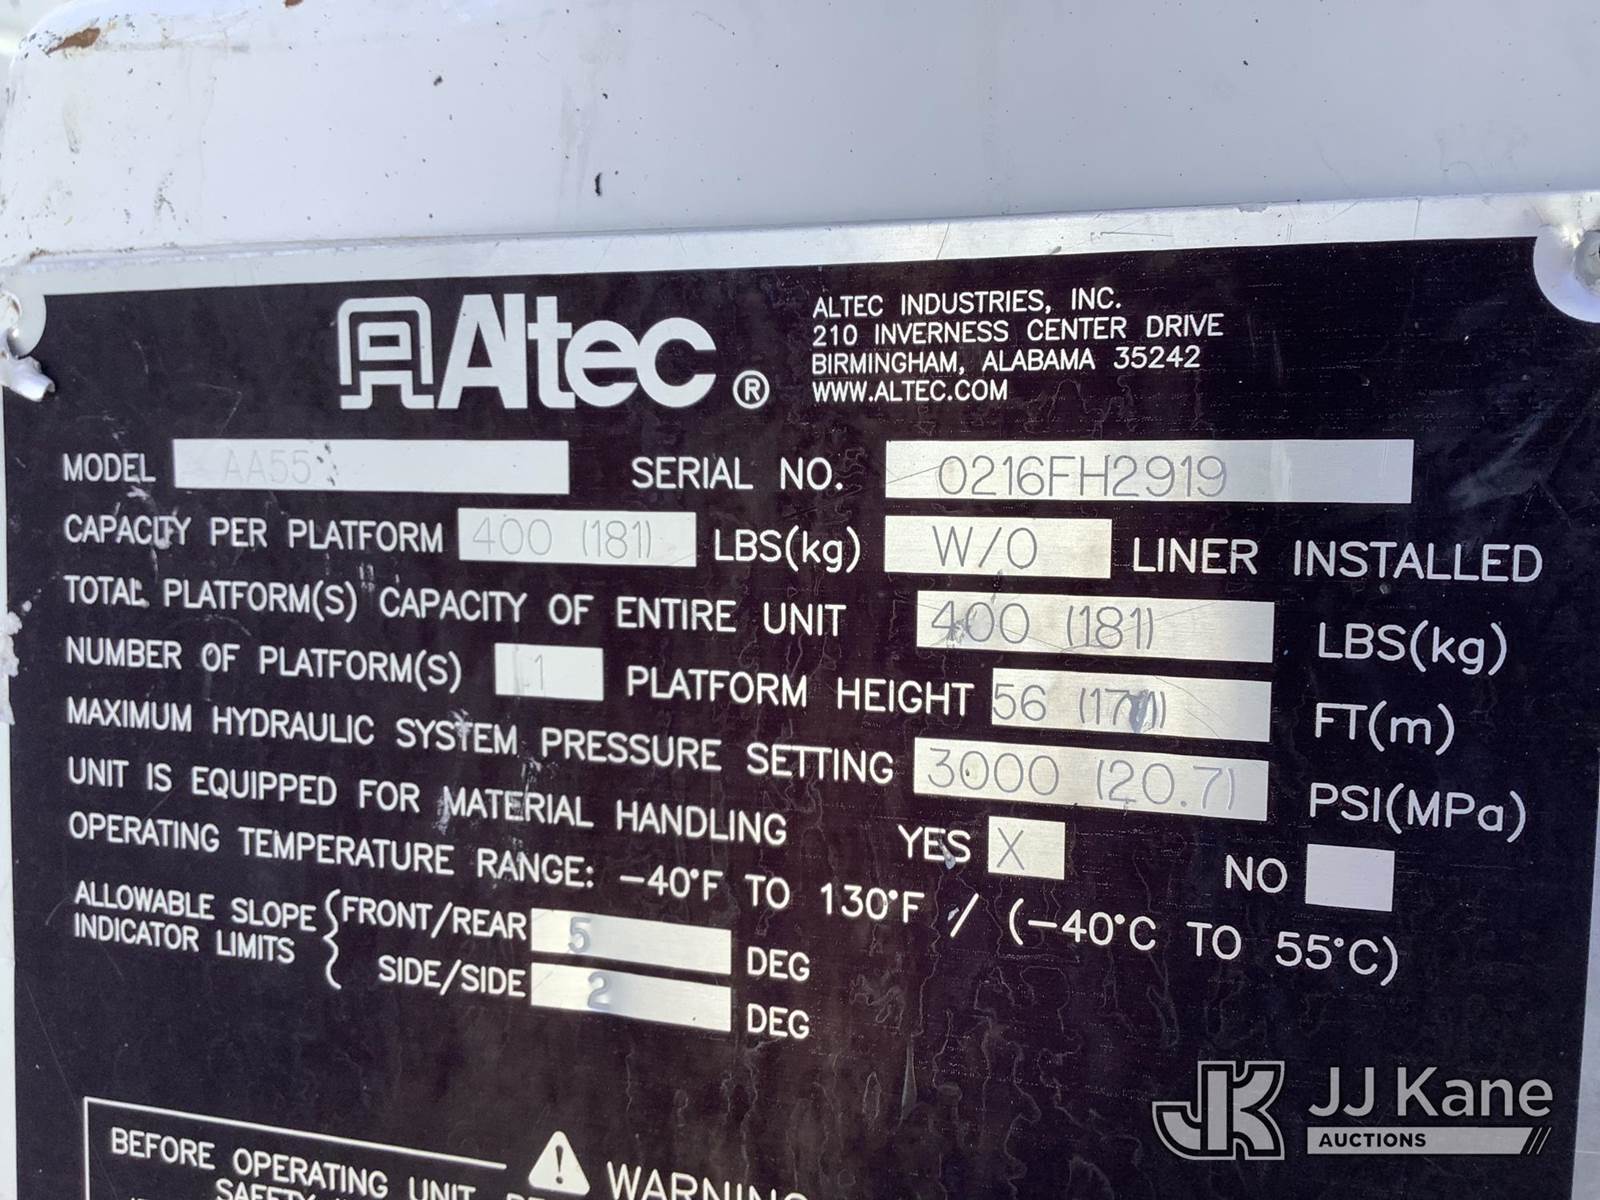 Altec®
ALTEC INDUSTRIES, INC.
210 INVERNESS CENTER DRIVE
BIRMINGHAM, ALABAMA 35242
WWW.ALTEC.COM
MODEL AA55 SERIAL NO. 0216FH2919
CAPACITY PER PLATFORM 400 (181) LBS(kg) W/O LINER INSTALLED
TOTAL PLATFORM(S) CAPACITY OF ENTIRE UNIT 400 (181) LBS(kg)
NUMBER OF PLATFORM(S) 1 PLATFORM HEIGHT 56 FT(m)
MAXIMUM HYDRAULIC SYSTEM PRESSURE SETTING 3000 (20.7) PSI(MPa)
UNIT IS EQUIPPED FOR MATERIAL HANDLING YES X NO
OPERATING TEMPERATURE RANGE: -40°F TO 130°F / (-40°C TO 55°C)
ALLOWABLE SLOPE FRONT/REAR 5 DEG
INDICATOR LIMITS SIDE/SIDE 2 DEG
WARNING
BEFORE OPERATING UNIT
JK JJ Kane
AUCTIONS